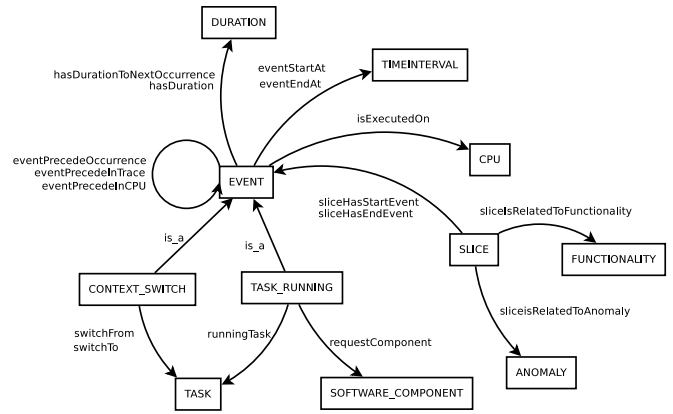 DURATION
eventStartAt
eventEndAt
TIMEINTERVAL
hasDurationToNextOccurrence
hasDuration
isExecutedOn
CPU
eventPrecedeOccurrence
eventPrecedeInTrace
eventPrecedeInCPU
EVENT
sliceHasStartEvent
sliceHasEndEvent
sliceIsRelatedToFunctionality
SLICE
FUNCTIONALITY
is_a
is_a
CONTEXT_SWITCH
TASK_RUNNING
sliceisRelatedToAnomaly
switchFrom
switchTo
runningTask
requestComponent
ANOMALY
TASK
SOFTWARE_COMPONENT